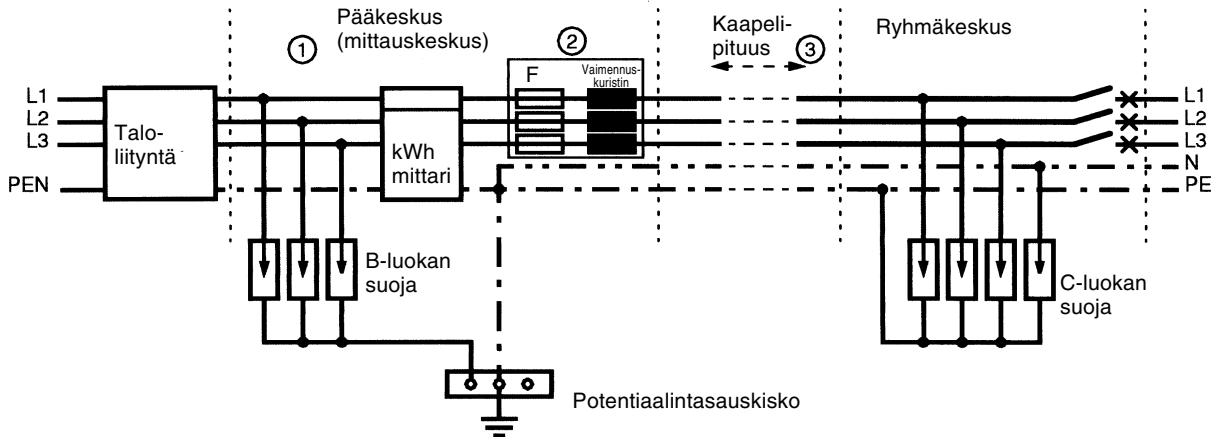 Pääkeskus
(mittauskeskus)
1
2
Kaapeli-
pituus
3
Ryhmäkeskus
F
Vaimennus-
kuristin
L1
L2
L3
PEN
Talo-
liityntä
kWh
mittari
L1
L2
L3
N
PE
B-luokan
suoja
C-luokan
suoja
Potentiaalintasauskisko